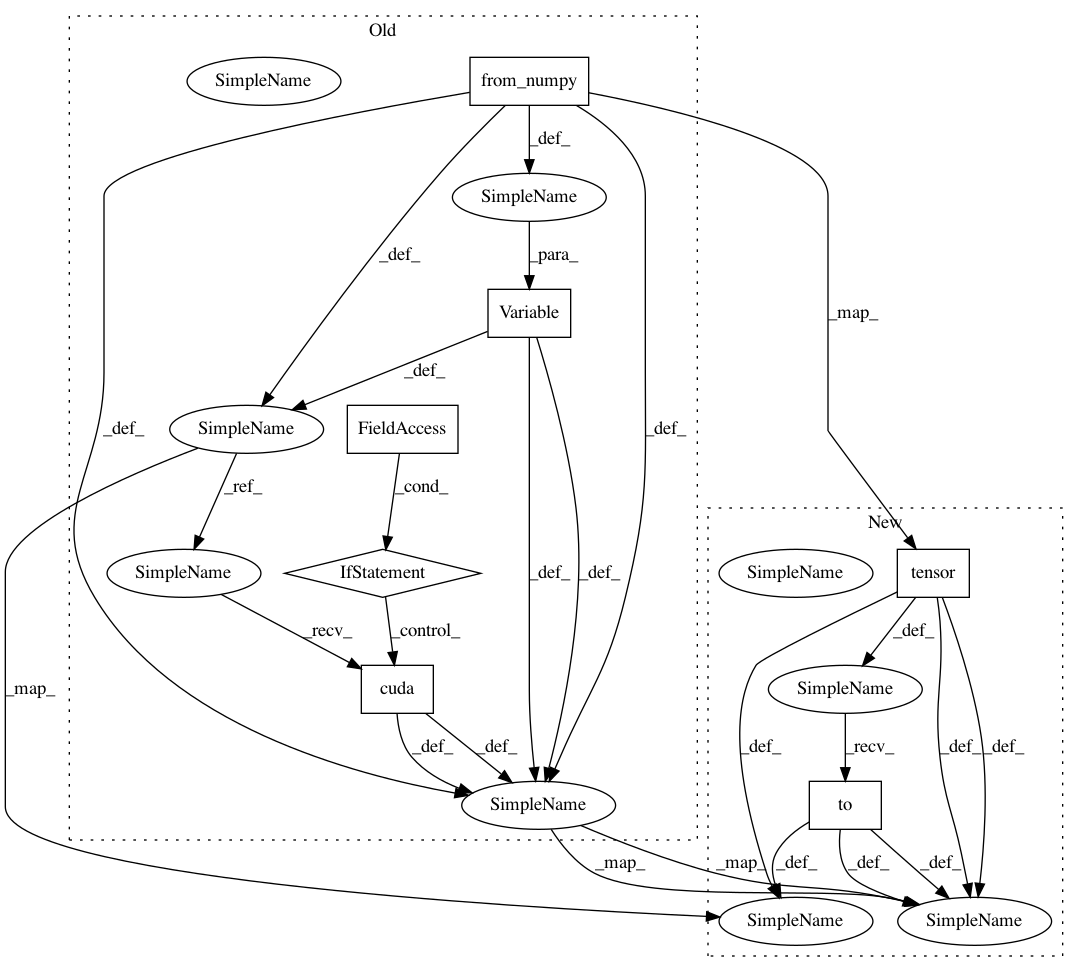 Old
SimpleName
from_numpy
_def_
SimpleName
_def_
_para_
Variable
_map_
_def_
SimpleName
FieldAccess
_def_
_def_
_ref_
_cond_
New
SimpleName
IfStatement
SimpleName
tensor
_def_
_def_
_recv_
_control_
_def_
_map_
cuda
SimpleName
_def_
_def_
_def_
_recv_
_def_
_def_
SimpleName
to
_map_
_map_
_def_
_def_
_def_
SimpleName
SimpleName